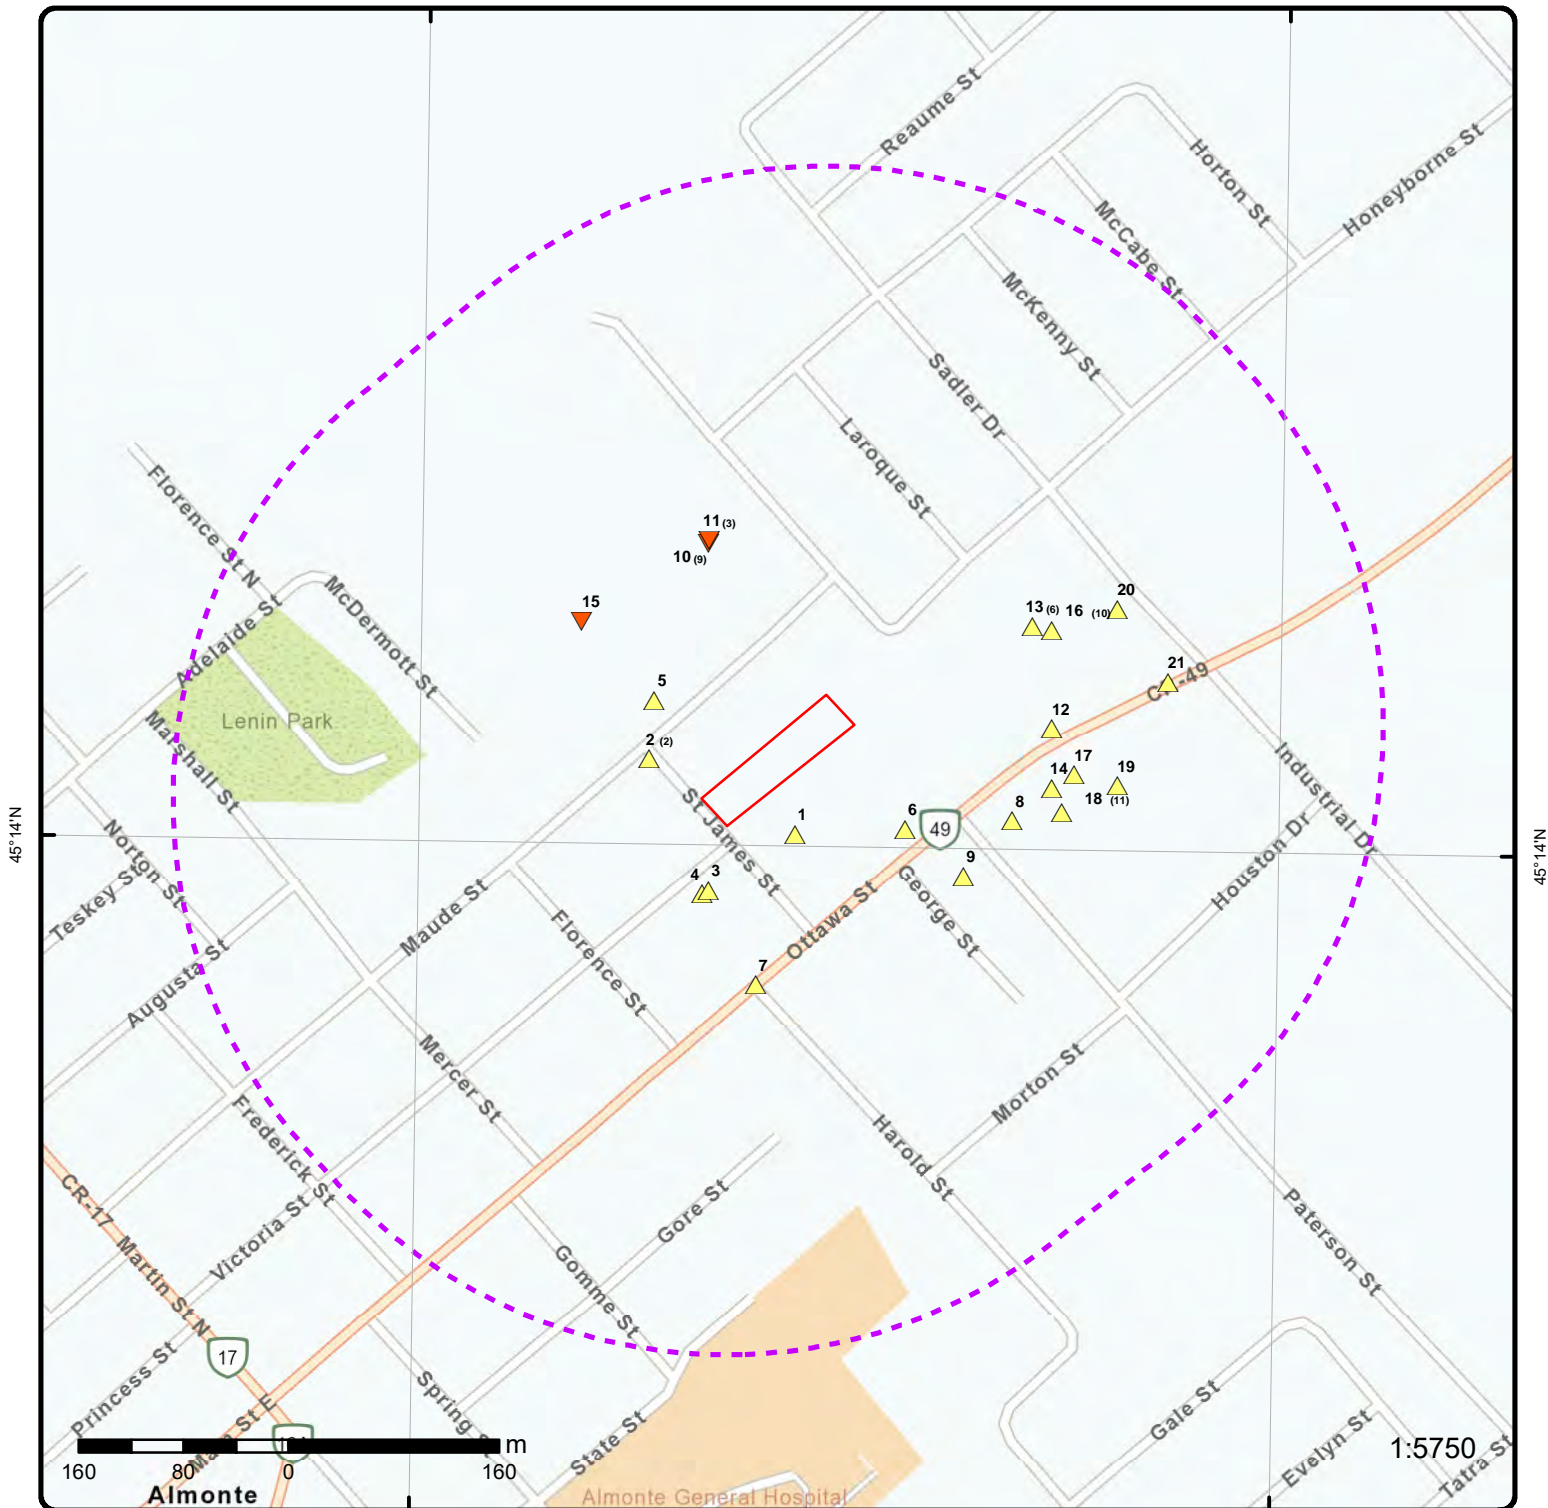 Reaume St
Horton St
Honeyborne St
McCabe St
McKenny St
Sadler Dr
Laroque St
Florence St N
11 (3)
10 (9)
McDermott St
15
20
13 (6)
16 (10)
Adelaide St
21
CR-49
5
Lenin Park
12
Marshall St
2 (2)
17
14
19
Industrial Dr
St James St
18 (11)
8
6
49
1
45°14'N
45°14'N
Norton St
Houston Dr
9
4
3
Teskey St
Maude St
George St
Ottawa St
Florence St
Augusta St
7
Mercer St
Morton St
Frederick St
Harold St
CR-17
Victoria St
Gore St
Paterson St
Martin St N
Gomme St
17
Princess St
Spring St
Gale St
Main St E
State St
Evelyn St
Tatra St
m
1:5750
160
80
0
160
Almonte
Almonte General Hospital